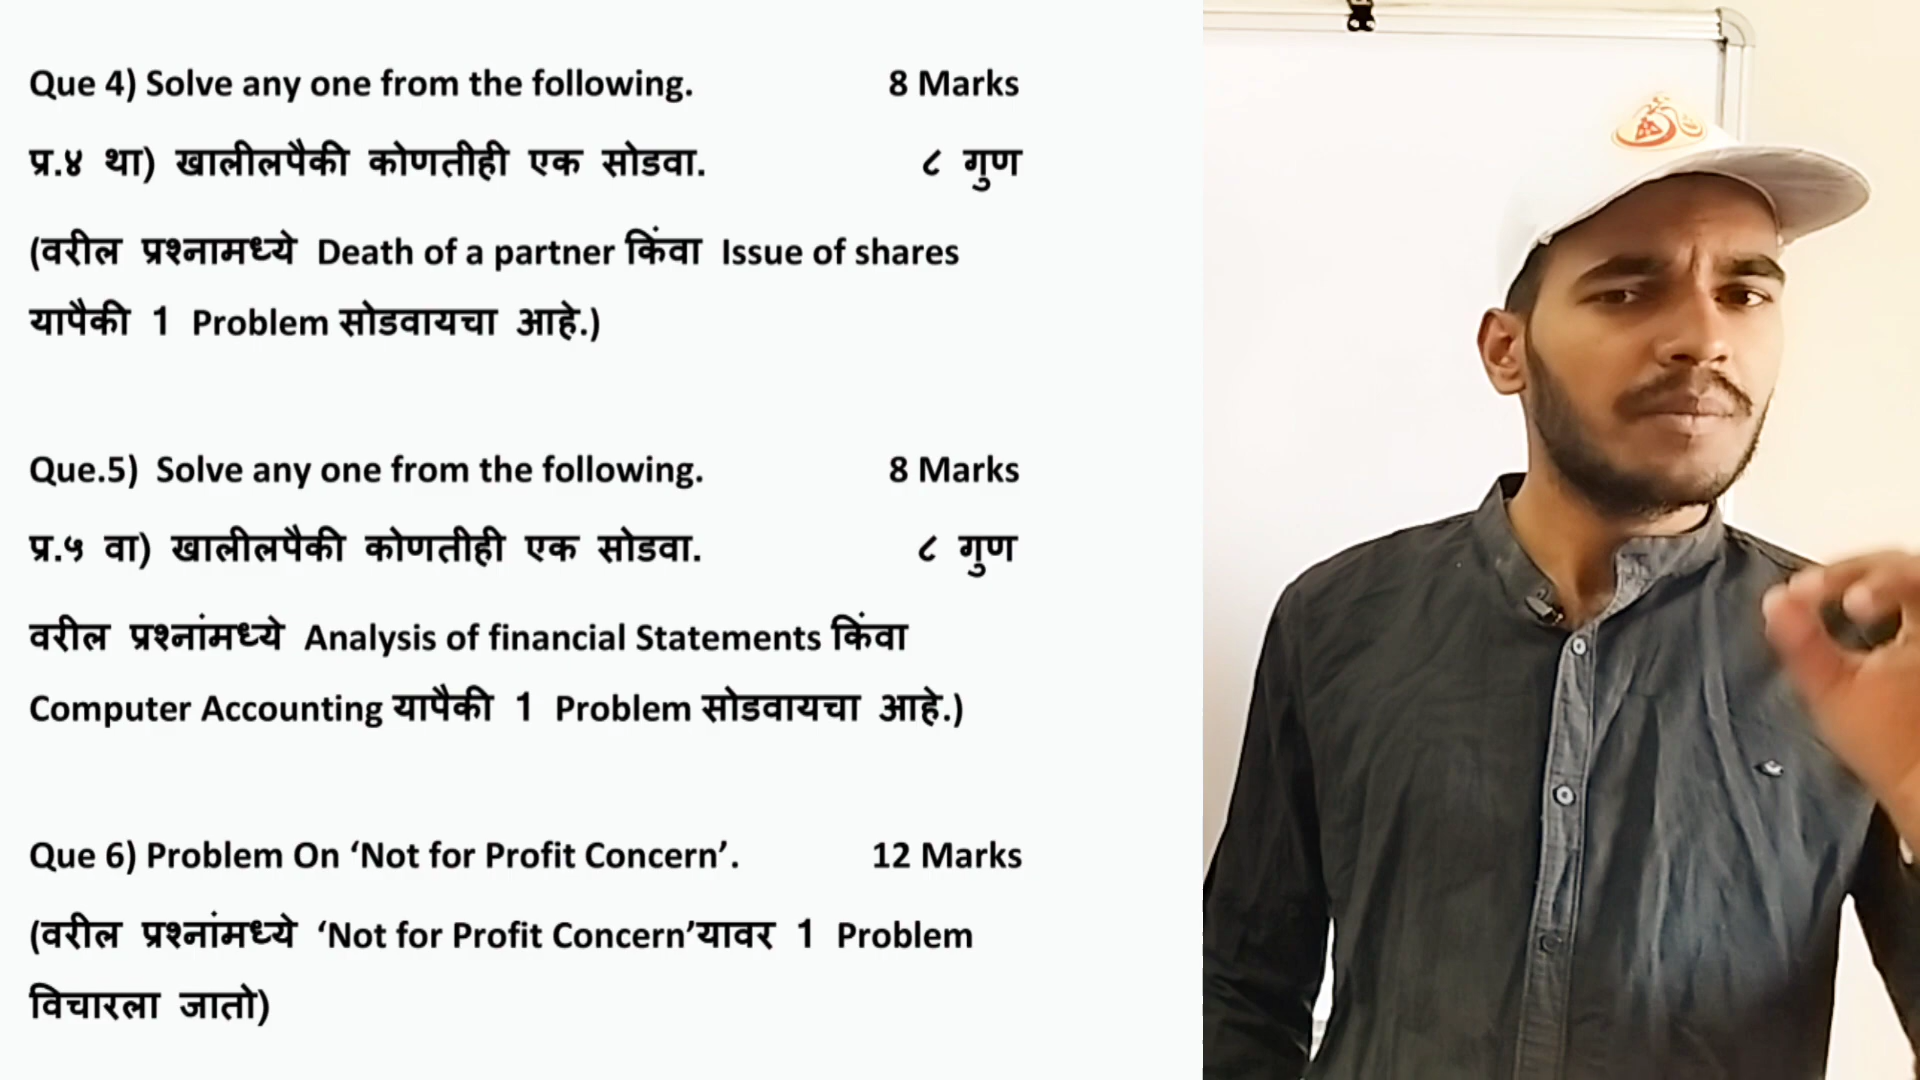 Que 4) Solve any one from the following. 8 Marks
प्र.४ था) खालीलपैकी कोणतीही एक सोडवा. ८ गुण
(वरील प्रश्नामध्ये Death of a partner किंवा Issue of shares
यापैकी 1 Problem सोडवायचा आहे.)
Que.5) Solve any one from the following. 8 Marks
प्र.५ वा) खालीलपैकी कोणतीही एक सोडवा. ८ गुण
वरील प्रश्नांमध्ये Analysis of financial Statements किंवा
Computer Accounting यापैकी 1 Problem सोडवायचा आहे.)
Que 6) Problem On ‘Not for Profit Concern’. 12 Marks
(वरील प्रश्नांमध्ये ‘Not for Profit Concern’यावर 1 Problem
विचारला जातो)